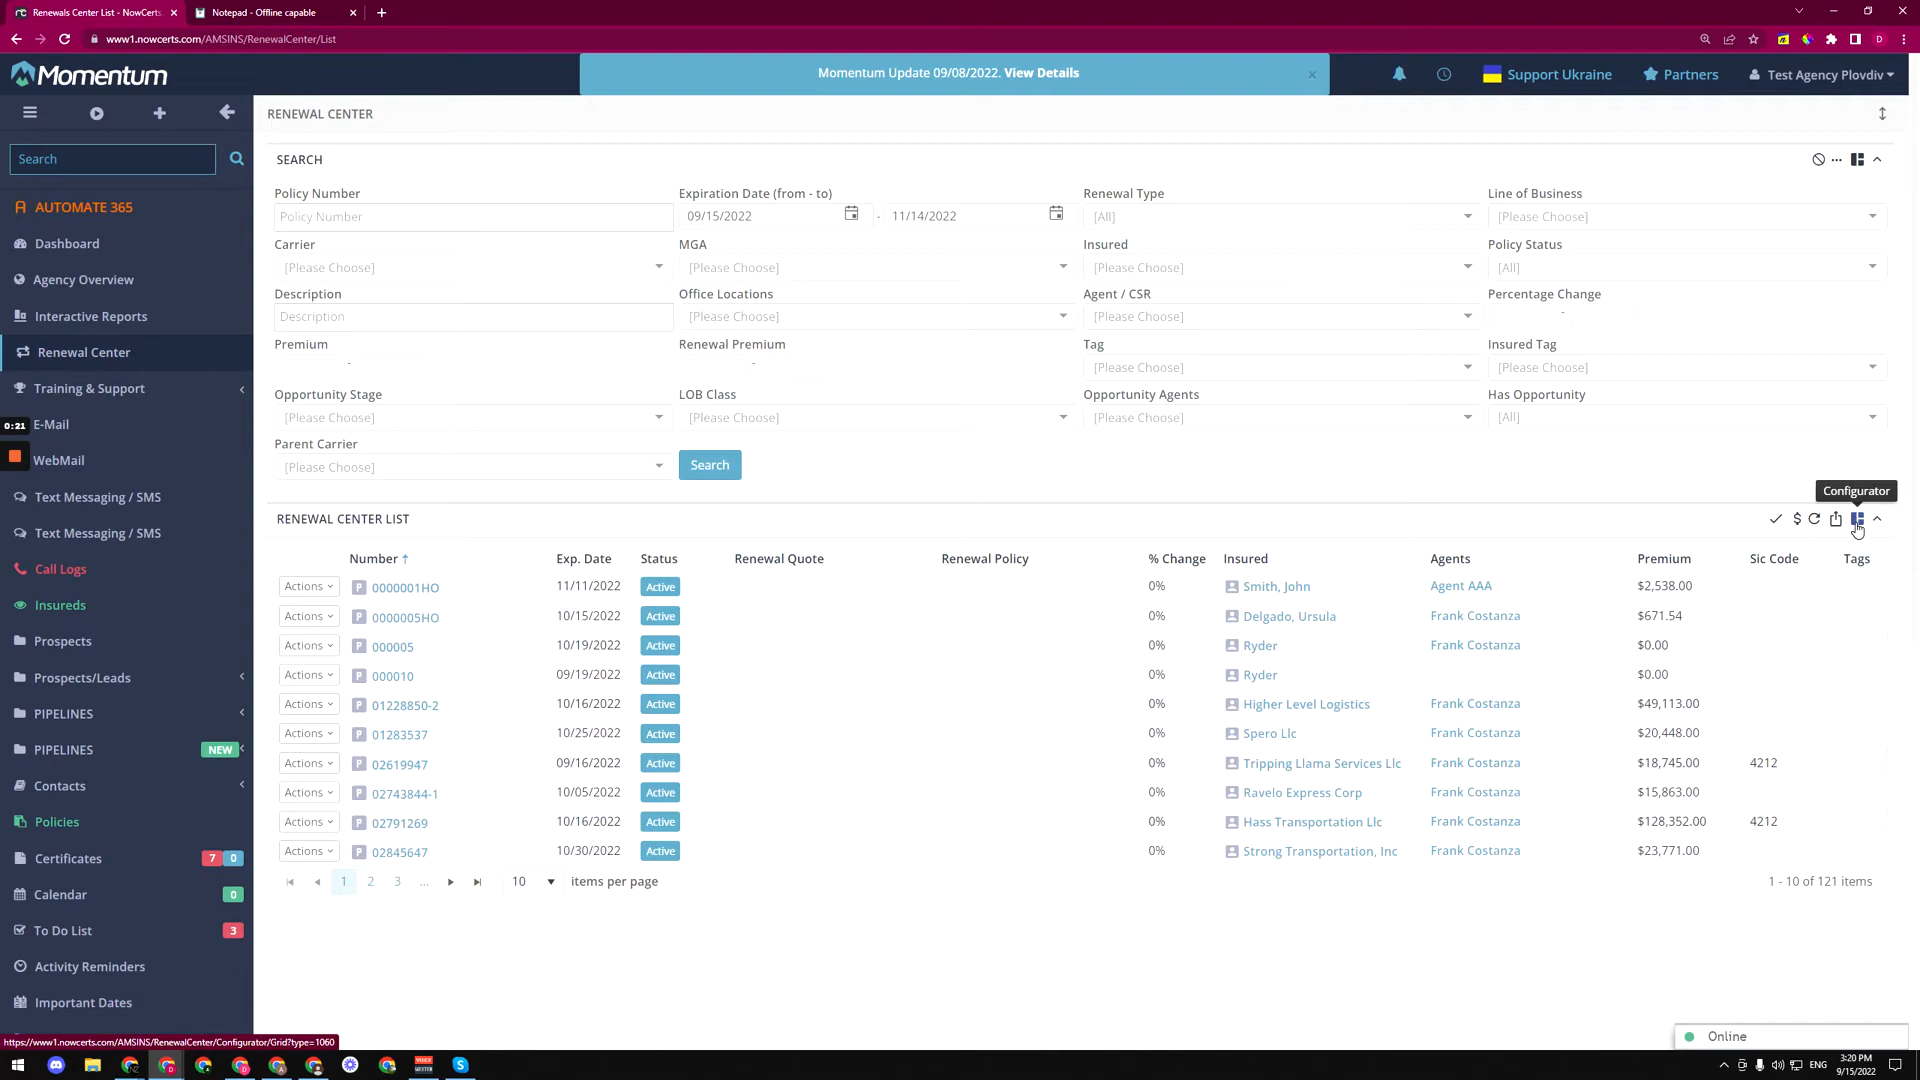 Renewals Center List - NowCerts
Notepad - Offline capable
www1.nowcerts.com/AMSINS/RenewalCenter/List
Momentum
Momentum Update 09/08/2022. View Details
Support Ukraine
Partners
Test Agency Plovdiv
Search
AUTOMATE 365
Dashboard
Agency Overview
Interactive Reports
Renewal Center
Training & Support
0:21
E-Mail
WebMail
Text Messaging / SMS
Text Messaging / SMS
Call Logs
Insureds
Prospects
Prospects/Leads
PIPELINES
PIPELINES NEW
Contacts
Policies
Certificates 7 0
Calendar 0
To Do List 3
Activity Reminders
Important Dates
RENEWAL CENTER
SEARCH
Policy Number Expiration Date (from - to) Renewal Type Line of Business
Policy Number 09/15/2022 - 11/14/2022 [All] [Please Choose]
Carrier MGA Insured Policy Status
[Please Choose] [Please Choose] [Please Choose] [All]
Description Office Locations Agent / CSR Percentage Change
Description [Please Choose] [Please Choose] -
Premium Renewal Premium Tag Insured Tag
- - [Please Choose] [Please Choose]
Opportunity Stage LOB Class Opportunity Agents Has Opportunity
[Please Choose] [Please Choose] [Please Choose] [All]
Parent Carrier
[Please Choose] Search
Configurator
RENEWAL CENTER LIST
Number Exp. Date Status Renewal Quote Renewal Policy % Change Insured Agents Premium Sic Code Tags
Actions P 0000001HO 11/11/2022 Active 0% Smith, John Agent AAA $2,538.00
Actions P 0000005HO 10/15/2022 Active 0% Delgado, Ursula Frank Costanza $671.54
Actions P 000005 10/19/2022 Active 0% Ryder Frank Costanza $0.00
Actions P 000010 09/19/2022 Active 0% Ryder $0.00
Actions P 01228850-2 10/16/2022 Active 0% Higher Level Logistics Frank Costanza $49,113.00
Actions P 01283537 10/25/2022 Active 0% Spero Llc Frank Costanza $20,448.00
Actions P 02619947 09/16/2022 Active 0% Tripping Llama Services Llc Frank Costanza $18,745.00 4212
Actions P 02743844-1 10/05/2022 Active 0% Ravelo Express Corp Frank Costanza $15,863.00
Actions P 02791269 10/16/2022 Active 0% Hass Transportation Llc Frank Costanza $128,352.00 4212
Actions P 02845647 10/30/2022 Active 0% Strong Transportation, Inc Frank Costanza $23,771.00
1 2 3 ... 10 items per page 1 - 10 of 121 items
Online
https://www1.nowcerts.com/AMSINS/RenewalCenter/Configurator/Grid?type=1060
ENG
3:20 PM
9/15/2022